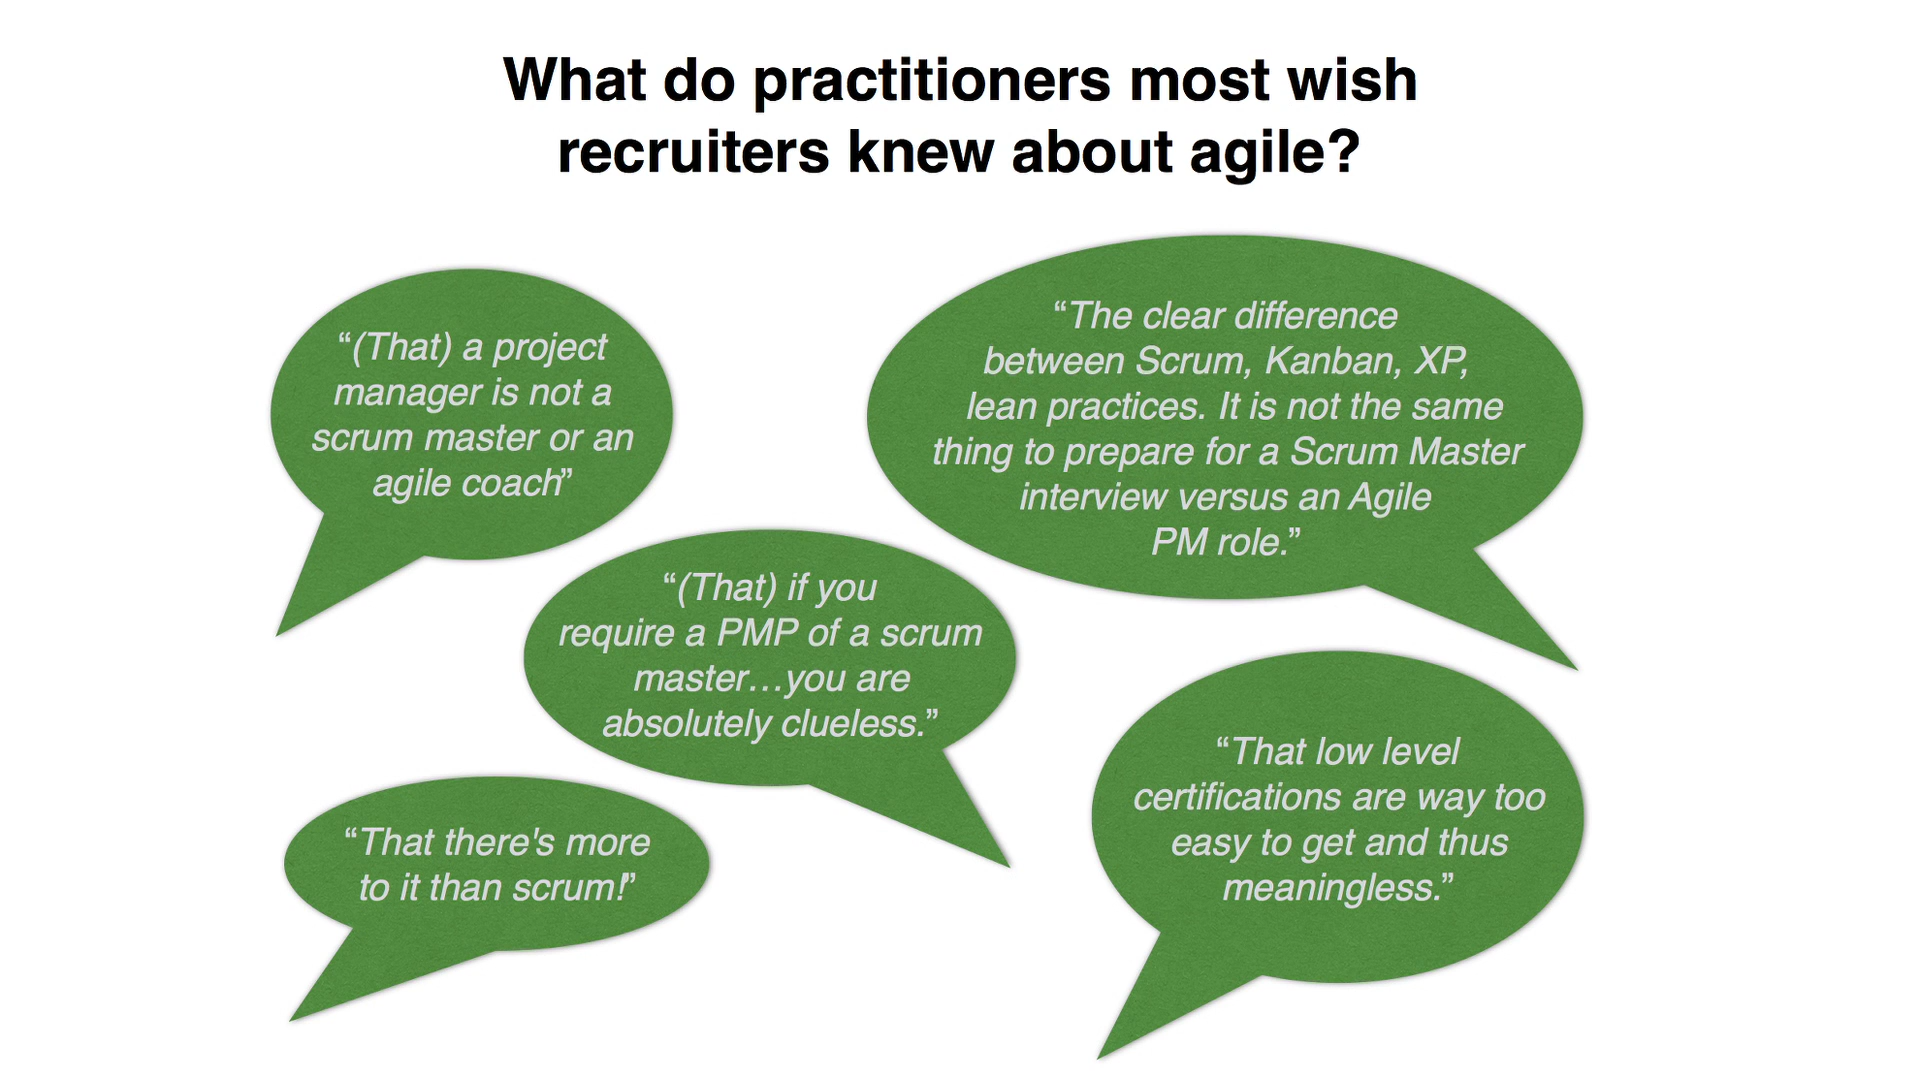 What do practitioners most wish
recruiters knew about agile?
“(That) a project
manager is not a
scrum master or an
agile coach”
“The clear difference
between Scrum, Kanban, XP,
lean practices. It is not the same
thing to prepare for a Scrum Master
interview versus an Agile
PM role.”
“(That) if you
require a PMP of a scrum
master…you are
absolutely clueless.”
“That low level
certifications are way too
easy to get and thus
meaningless.”
“That there's more
to it than scrum!”